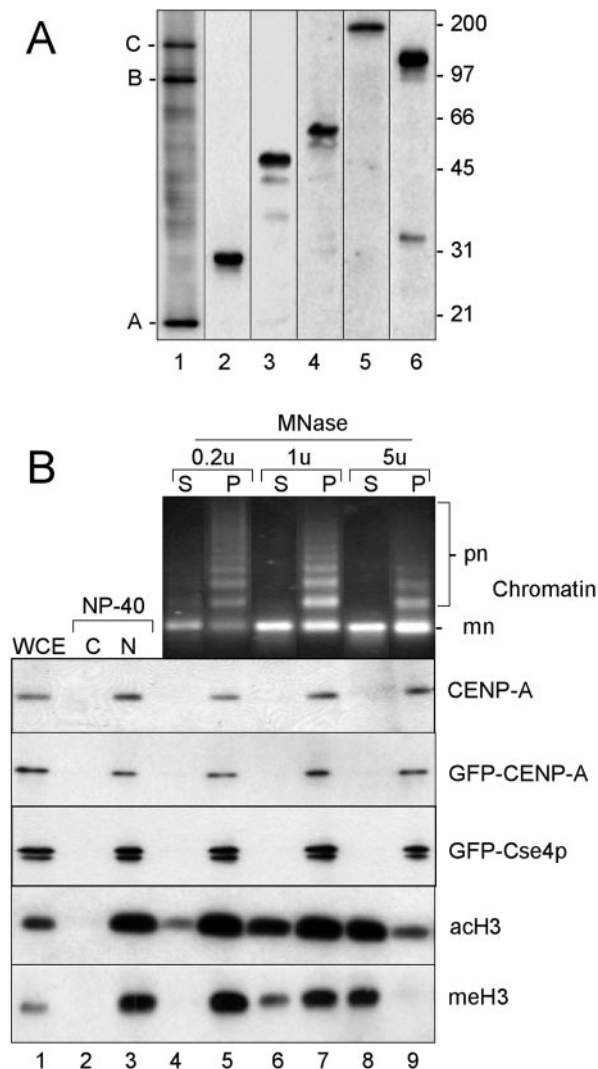 A
C -
B -
A -
- 200
- 97
- 66
- 45
- 31
- 21
1 2 3 4 5 6
B
MNase
0.2u 1u 5u
S P S P S P
pn
Chromatin
- mn
NP-40
WCE C N
CENP-A
GFP-CENP-A
GFP-Cse4p
acH3
meH3
1 2 3 4 5 6 7 8 9